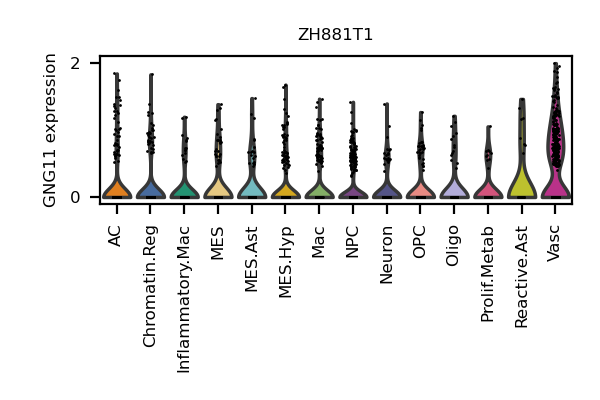 ZH881T1
GNG11 expression
2
0
AC
Chromatin.Reg
Inflammatory.Mac
MES
MES.Ast
MES.Hyp
Mac
NPC
Neuron
OPC
Oligo
Prolif.Metab
Reactive.Ast
Vasc